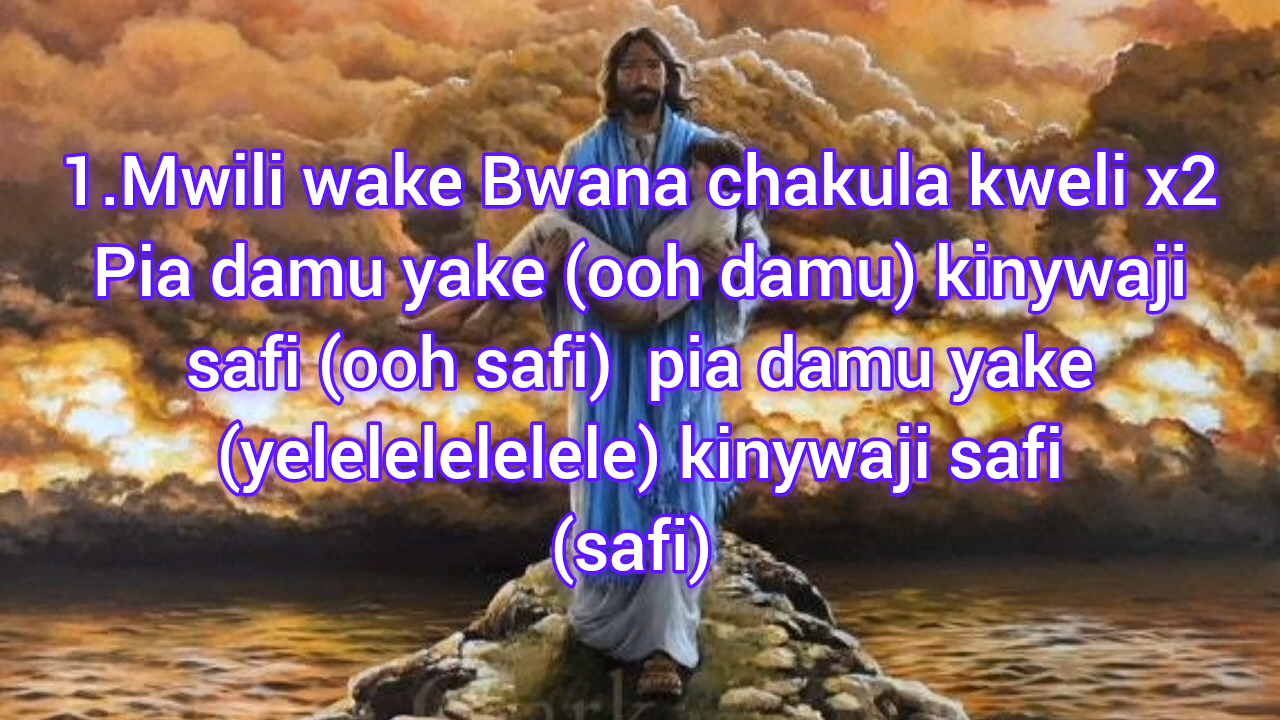 1.Mwili wake Bwana chakula kweli x2
Pia damu yake (ooh damu) kinywaji
safi (ooh safi)  pia damu yake
(yelelelelelele) kinywaji safi
(safi)